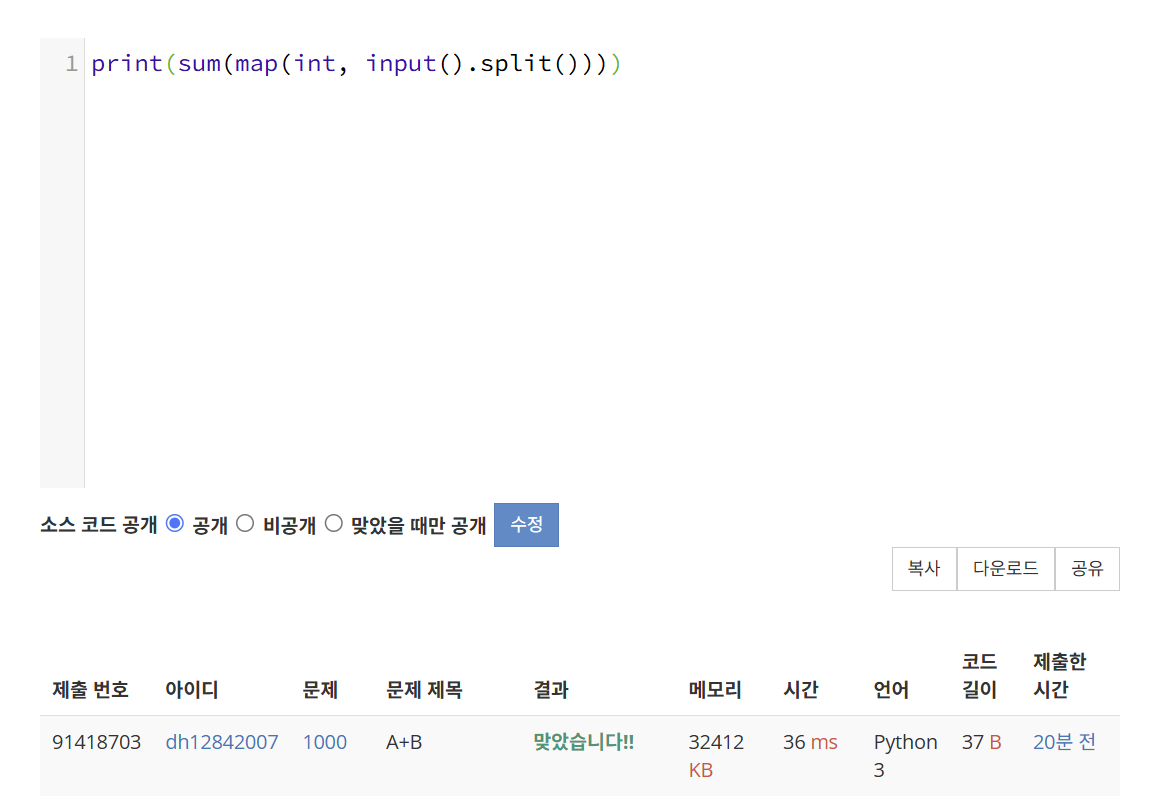 1 print(sum(map(int, input().split())))
소스 코드 공개 공개 비공개 맞았을 때만 공개 수정
복사 다운로드 공유
제출 번호 아이디 문제 문제 제목 결과 메모리 시간 언어 코드 길이 제출한 시간
91418703 dh12842007 1000 A+B 맞았습니다!! 32412 KB 36 ms Python 3 37 B 20분 전